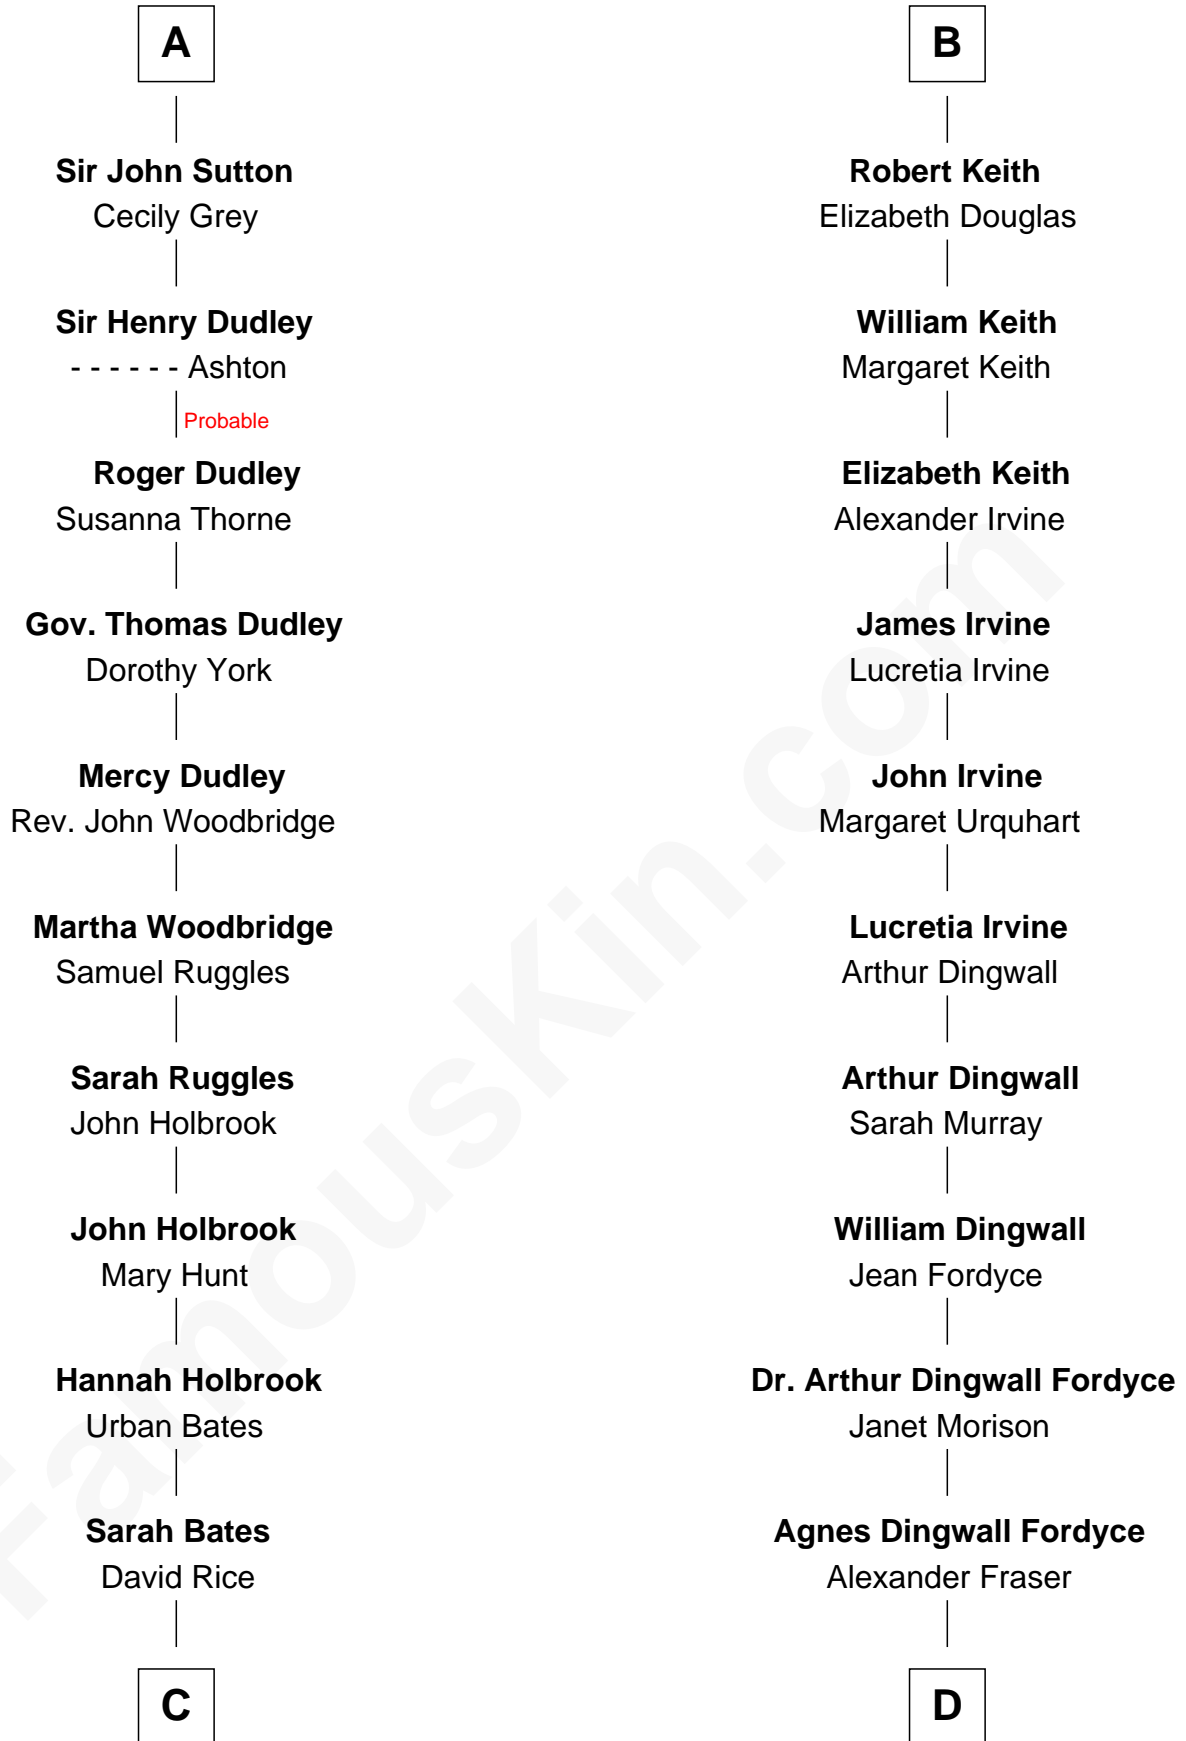 A
Sir John Sutton
Cecily Grey
Sir Henry Dudley
- - - - - - Ashton
Probable
Roger Dudley
Susanna Thorne
Gov. Thomas Dudley
Dorothy York
Mercy Dudley
Rev. John Woodbridge
Martha Woodbridge
Samuel Ruggles
Sarah Ruggles
John Holbrook
John Holbrook
Mary Hunt
Hannah Holbrook
Urban Bates
Sarah Bates
David Rice
C
B
Robert Keith
Elizabeth Douglas
William Keith
Margaret Keith
Elizabeth Keith
Alexander Irvine
James Irvine
Lucretia Irvine
John Irvine
Margaret Urquhart
Lucretia Irvine
Arthur Dingwall
Arthur Dingwall
Sarah Murray
William Dingwall
Jean Fordyce
Dr. Arthur Dingwall Fordyce
Janet Morison
Agnes Dingwall Fordyce
Alexander Fraser
D
FamousKin.com